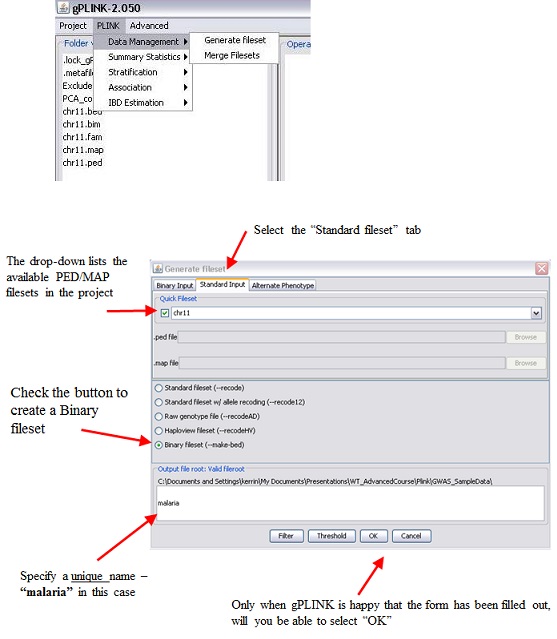 gPLINK-2.050
Project PLINK Advanced
Folder
Data Management
Generate fileset
Opera
.lock_gP
Summary Statistics
Merge Filesets
.metafile
Stratification
Exclude
Association
PCA_co
IBD Estimation
chr11.bed
chr11.bim
chr11.fam
chr11.map
chr11.ped
Select the “Standard fileset” tab
The drop-down lists the
available PED/MAP
filesets in the project
Generate fileset
Binary Input Standard Input Alternate Phenotype
Quick Fileset
chr11
.ped file Browse
.map file Browse
Check the button to
create a Binary
fileset
Standard fileset (--recode)
Standard fileset w/ allele recoding (--recode12)
Raw genotype file (--recodeAD)
Haploview fileset (--recodeHV)
Binary fileset (--make-bed)
Output file root: Valid fileroot
C:\Documents and Settings\kerrin\My Documents\Presentations\WT_AdvancedCourse\Plink\GWAS_SampleData\
malaria
Filter Threshold OK Cancel
Specify a unique name –
“malaria” in this case
Only when gPLINK is happy that the form has been filled out,
will you be able to select “OK”